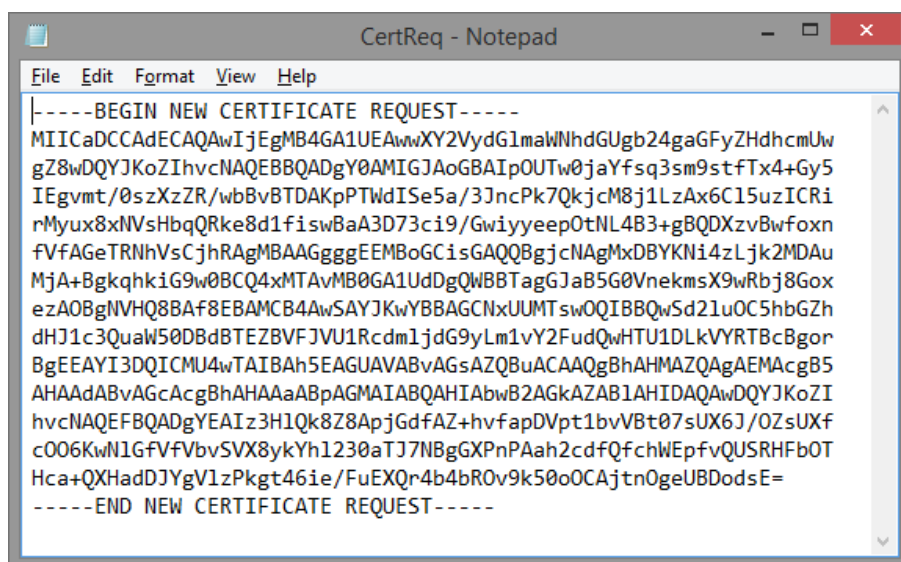 CertReq - Notepad
File Edit Format View Help
-----BEGIN NEW CERTIFICATE REQUEST-----
MIICaDCCAdECAQAwIjEgMB4GA1UEAwwXY2VydGlmaWNhdGUgb24gaGFyZHdhcmUw
gZ8wDQYJKoZIhvcNAQEBBQADgY0AMIGJAoGBAIpOUTw0jaYfsq3sm9stfTx4+Gy5
IEgvmt/0szXzZR/wbBvBTDAKpPTWdISe5a/3JncPk7QkjcM8j1LzAx6Cl5uzICRi
rMyux8xNVsHbqQRke8d1fiswBaA3D73ci9/GwiyyeepOtNL4B3+gBQDXzvBwfoxn
fVfAGeTRNhVsCjhRAgMBAAGgggEEMBoGCisGAQQBgjcNAgMxDBYKNi4zLjk2MDAu
MjA+BgkqhkiG9w0BCQ4xMTAvMB0GA1UdDgQWBBTagGJaB5G0VnekmsX9wRbj8Gox
ezAOBgNVHQ8BAf8EBAMCB4AwSAYJKwYBBAGCNxUUMTswOQIBBQwSd2luOC5hbGZh
dHJ1c3QuaW50DBdBTEZBVFJVU1RcdmljdG9yLm1vY2FudQwHTU1DLkVYRTBcBgor
BgEEAYI3DQICMU4wTAIBAh5EAGUAVABvAGsAZQBuACAAQgBhAHMAZQAgAEMAcgB5
AHAAdABvAGcAcgBhAHAAaABpAGMAIABQAHIAbwB2AGkAZABlAHIDAQAwDQYJKoZI
hvcNAQEFBQADgYEAIz3HlQk8Z8ApjGdfAZ+hvfapDVpt1bvVBt07sUX6J/OZsUXf
cOO6KwNlGfVfVbvSVX8ykYhl230aTJ7NBgGXPnPAah2cdfQfchWEpfvQUSRHFbOT
Hca+QXHadDJYgVlzPkgt46ie/FuEXQr4b4bROv9k50oOCAjtnOgeUBDodsE=
-----END NEW CERTIFICATE REQUEST-----